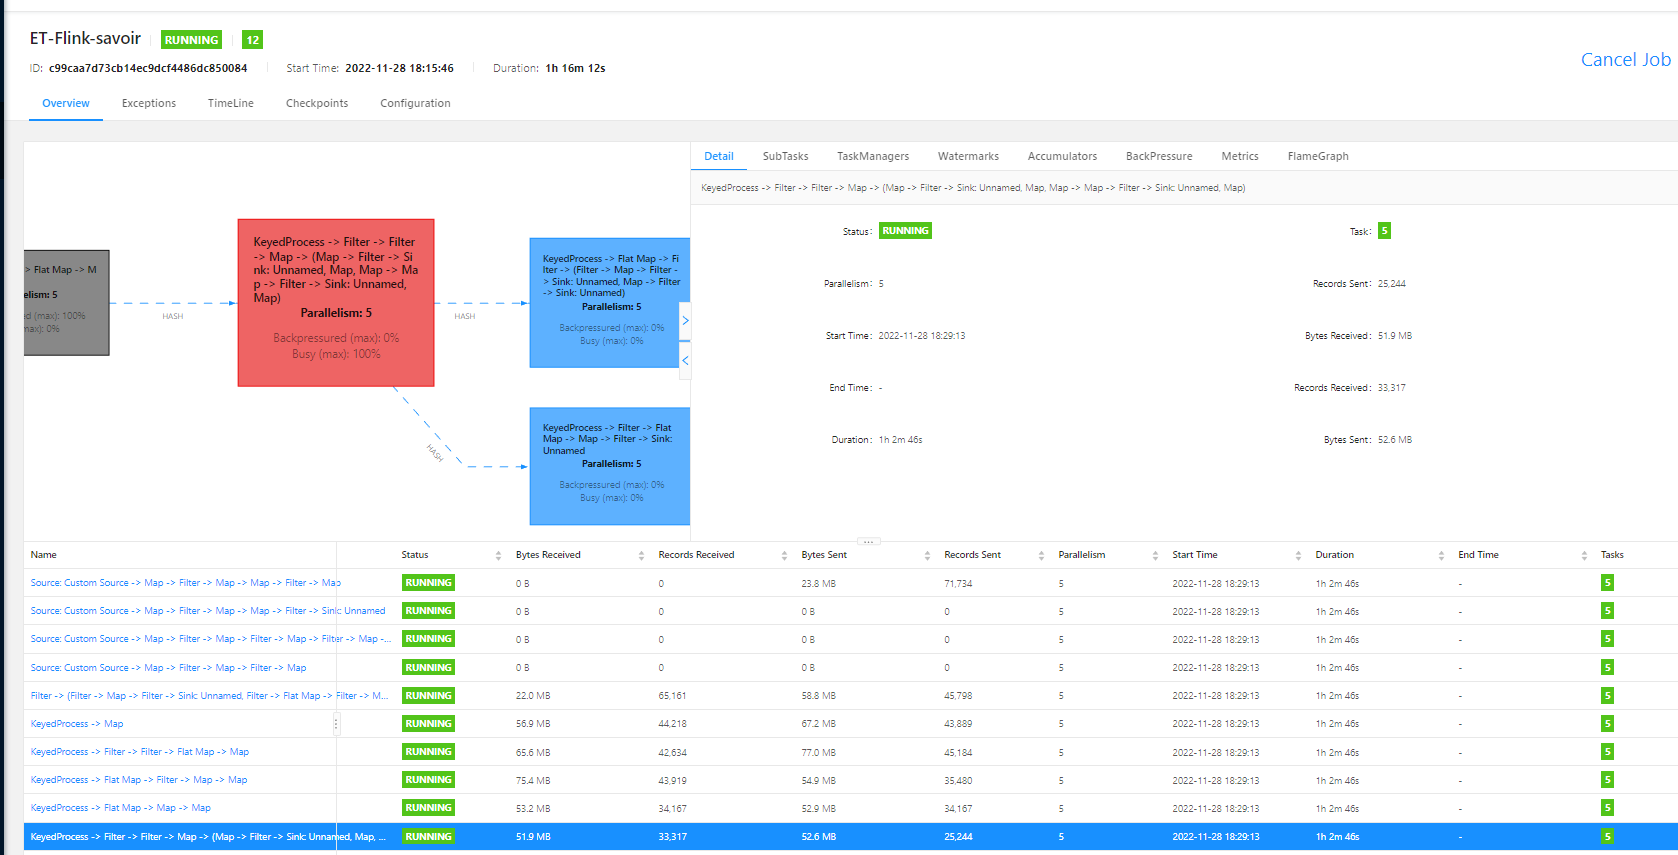 ET-Flink-savoir RUNNING 12
ID: c99caa7d73cb14ec9dcf4486dc850084 Start Time: 2022-11-28 18:15:46 Duration: 1h 16m 12s
Cancel Job
Overview Exceptions TimeLine Checkpoints Configuration
> Flat Map -> M
elism: 5
ed (max): 100%
max): 0%
HASH
KeyedProcess -> Filter -> Filter
-> Map -> (Map -> Filter -> Si
nk: Unnamed, Map, Map -> Ma
p -> Filter -> Sink: Unnamed,
Map)
Parallelism: 5
Backpressured (max): 0%
Busy (max): 100%
HASH
HASH
KeyedProcess -> Flat Map -> Fi
lter -> (Filter -> Map -> Filter -
> Sink: Unnamed, Map -> Filter
-> Sink: Unnamed)
Parallelism: 5
Backpressured (max): 0%
Busy (max): 0%
KeyedProcess -> Filter -> Flat
Map -> Map -> Filter -> Sink:
Unnamed
Parallelism: 5
Backpressured (max): 0%
Busy (max): 0%
Detail SubTasks TaskManagers Watermarks Accumulators BackPressure Metrics FlameGraph
KeyedProcess -> Filter -> Filter -> Map -> (Map -> Filter -> Sink: Unnamed, Map, Map -> Map -> Filter -> Sink: Unnamed, Map)
Status: RUNNING Task: 5
Parallelism: 5 Records Sent: 25,244
Start Time: 2022-11-28 18:29:13 Bytes Received: 51.9 MB
End Time: - Records Received: 33,317
Duration: 1h 2m 46s Bytes Sent: 52.6 MB
Name Status Bytes Received Records Received Bytes Sent Records Sent Parallelism Start Time Duration End Time Tasks
Source: Custom Source -> Map -> Filter -> Map -> Map -> Filter -> Map RUNNING 0 B 0 23.8 MB 71,734 5 2022-11-28 18:29:13 1h 2m 46s - 5
Source: Custom Source -> Map -> Filter -> Map -> Map -> Filter -> Sink: Unnamed RUNNING 0 B 0 0 B 0 5 2022-11-28 18:29:13 1h 2m 46s - 5
Source: Custom Source -> Map -> Filter -> Map -> Filter -> Map -> Filter -> Map -... RUNNING 0 B 0 0 B 0 5 2022-11-28 18:29:13 1h 2m 46s - 5
Source: Custom Source -> Map -> Filter -> Map -> Filter -> Map RUNNING 0 B 0 0 B 0 5 2022-11-28 18:29:13 1h 2m 46s - 5
Filter -> (Filter -> Map -> Filter -> Sink: Unnamed, Filter -> Flat Map -> Filter -> M... RUNNING 22.0 MB 65,161 58.8 MB 45,798 5 2022-11-28 18:29:13 1h 2m 46s - 5
KeyedProcess -> Map RUNNING 56.9 MB 44,218 67.2 MB 43,889 5 2022-11-28 18:29:13 1h 2m 46s - 5
KeyedProcess -> Filter -> Filter -> Flat Map -> Map RUNNING 65.6 MB 42,634 77.0 MB 45,184 5 2022-11-28 18:29:13 1h 2m 46s - 5
KeyedProcess -> Flat Map -> Filter -> Map -> Map RUNNING 75.4 MB 43,919 54.9 MB 35,480 5 2022-11-28 18:29:13 1h 2m 46s - 5
KeyedProcess -> Flat Map -> Map -> Map RUNNING 53.2 MB 34,167 52.9 MB 34,167 5 2022-11-28 18:29:13 1h 2m 46s - 5
KeyedProcess -> Filter -> Filter -> Map -> (Map -> Filter -> Sink: Unnamed, Map, ... RUNNING 51.9 MB 33,317 52.6 MB 25,244 5 2022-11-28 18:29:13 1h 2m 46s - 5